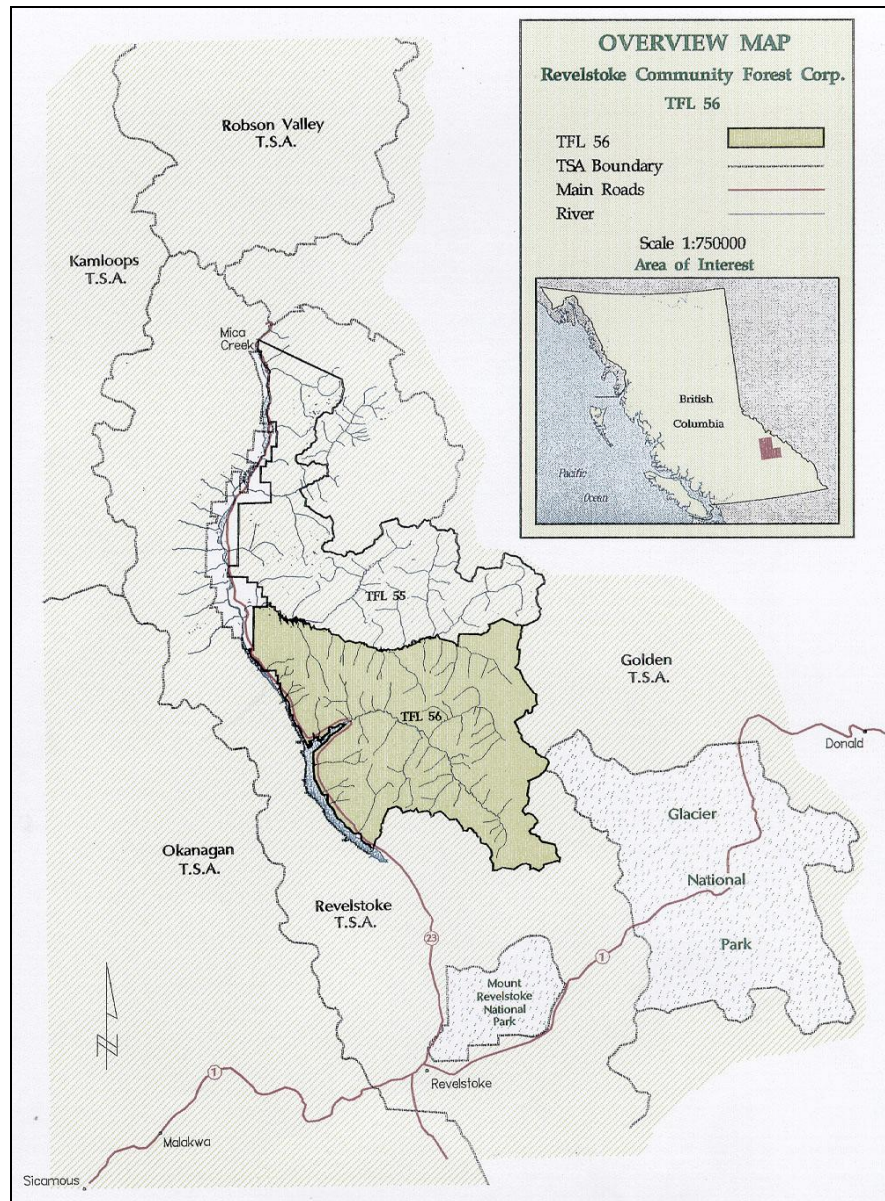 OVERVIEW MAP
Revelstoke Community Forest Corp.
TFL 56
TFL 56
TSA Boundary
Main Roads
River
Scale 1:750000
Area of Interest
British
Columbia
Pacific
Ocean
Robson Valley
T.S.A.
Kamloops
T.S.A.
Mica
Creek
TFL 55
TFL 56
Golden
T.S.A.
Donald
Glacier
National
Park
Okanagan
T.S.A.
Revelstoke
T.S.A.
23
1
Mount
Revelstoke
National
Park
Revelstoke
1
Malakwa
Sicamous